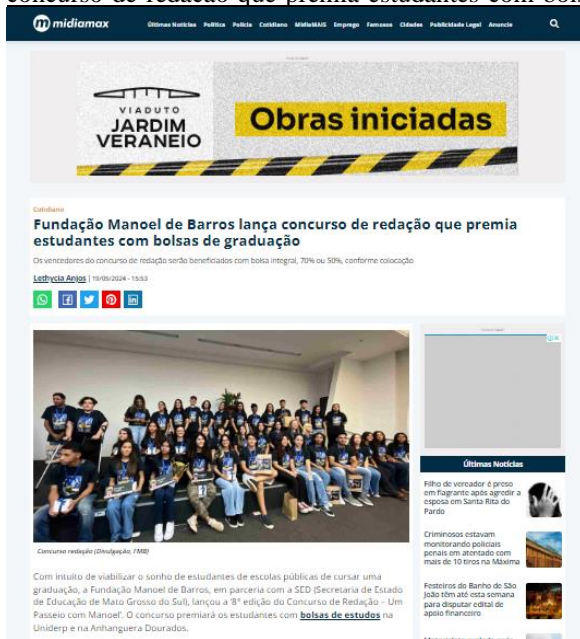 concurso de redação que premia estudantes com bols
midiamax
Últimas Notícias Política Polícia Cotidiano MidiaMAIS Emprego Famosos Cidades Publicidade Legal Anuncie
VIADUTO
JARDIM
VERANEIO
Obras iniciadas
Cotidiano
Fundação Manoel de Barros lança concurso de redação que premia
estudantes com bolsas de graduação
Os vencedores do concurso de redação serão beneficiados com bolsa integral, 70% ou 50%, conforme colocação
Lethycia Anjos | 19/05/2024 - 15:53
Últimas Notícias
Filho de vereador é preso
em flagrante após agredir a
esposa em Santa Rita do
Pardo
Criminosos estavam
monitorando policiais
penais em atentado com
mais de 10 tiros na Máxima
Festeiros do Banho de São
João têm até esta semana
para disputar edital de
apoio financeiro
Concurso redação (Divulgação, FMB)
Com intuito de viabilizar o sonho de estudantes de escolas públicas de cursar uma
graduação, a Fundação Manoel de Barros, em parceria com a SED (Secretaria de Estado
de Educação de Mato Grosso do Sul), lançou a '8ª edição do Concurso de Redação – Um
Passeio com Manoel'. O concurso premiará os estudantes com bolsas de estudos na
Uniderp e na Anhanguera Dourados.